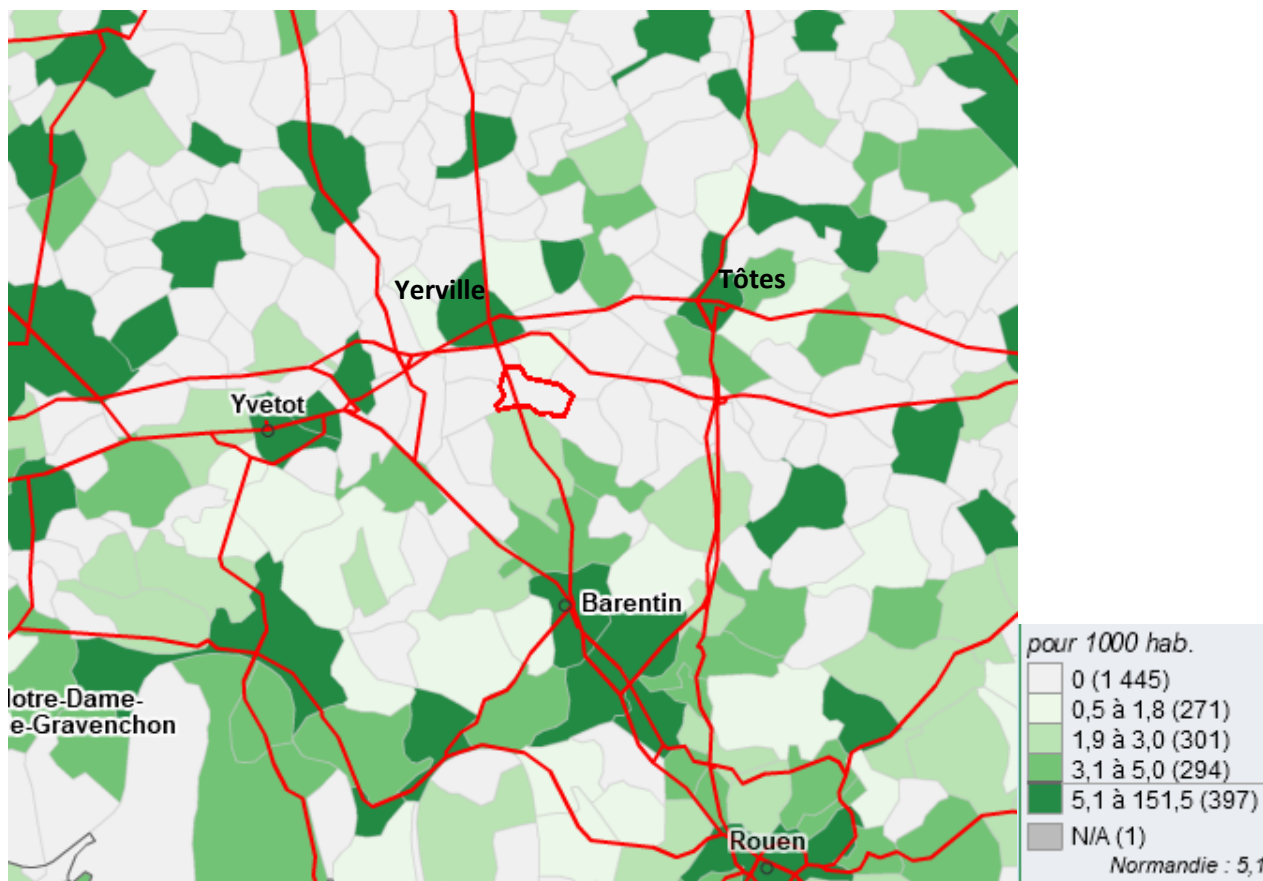 Yerville
Tôtes
Yvetot
Barentin
lotre-Dame-
e-Gravenchon
Rouen
pour 1000 hab.
0 (1 445)
0,5 à 1,8 (271)
1,9 à 3,0 (301)
3,1 à 5,0 (294)
5,1 à 151,5 (397)
N/A (1)
Normandie : 5,1